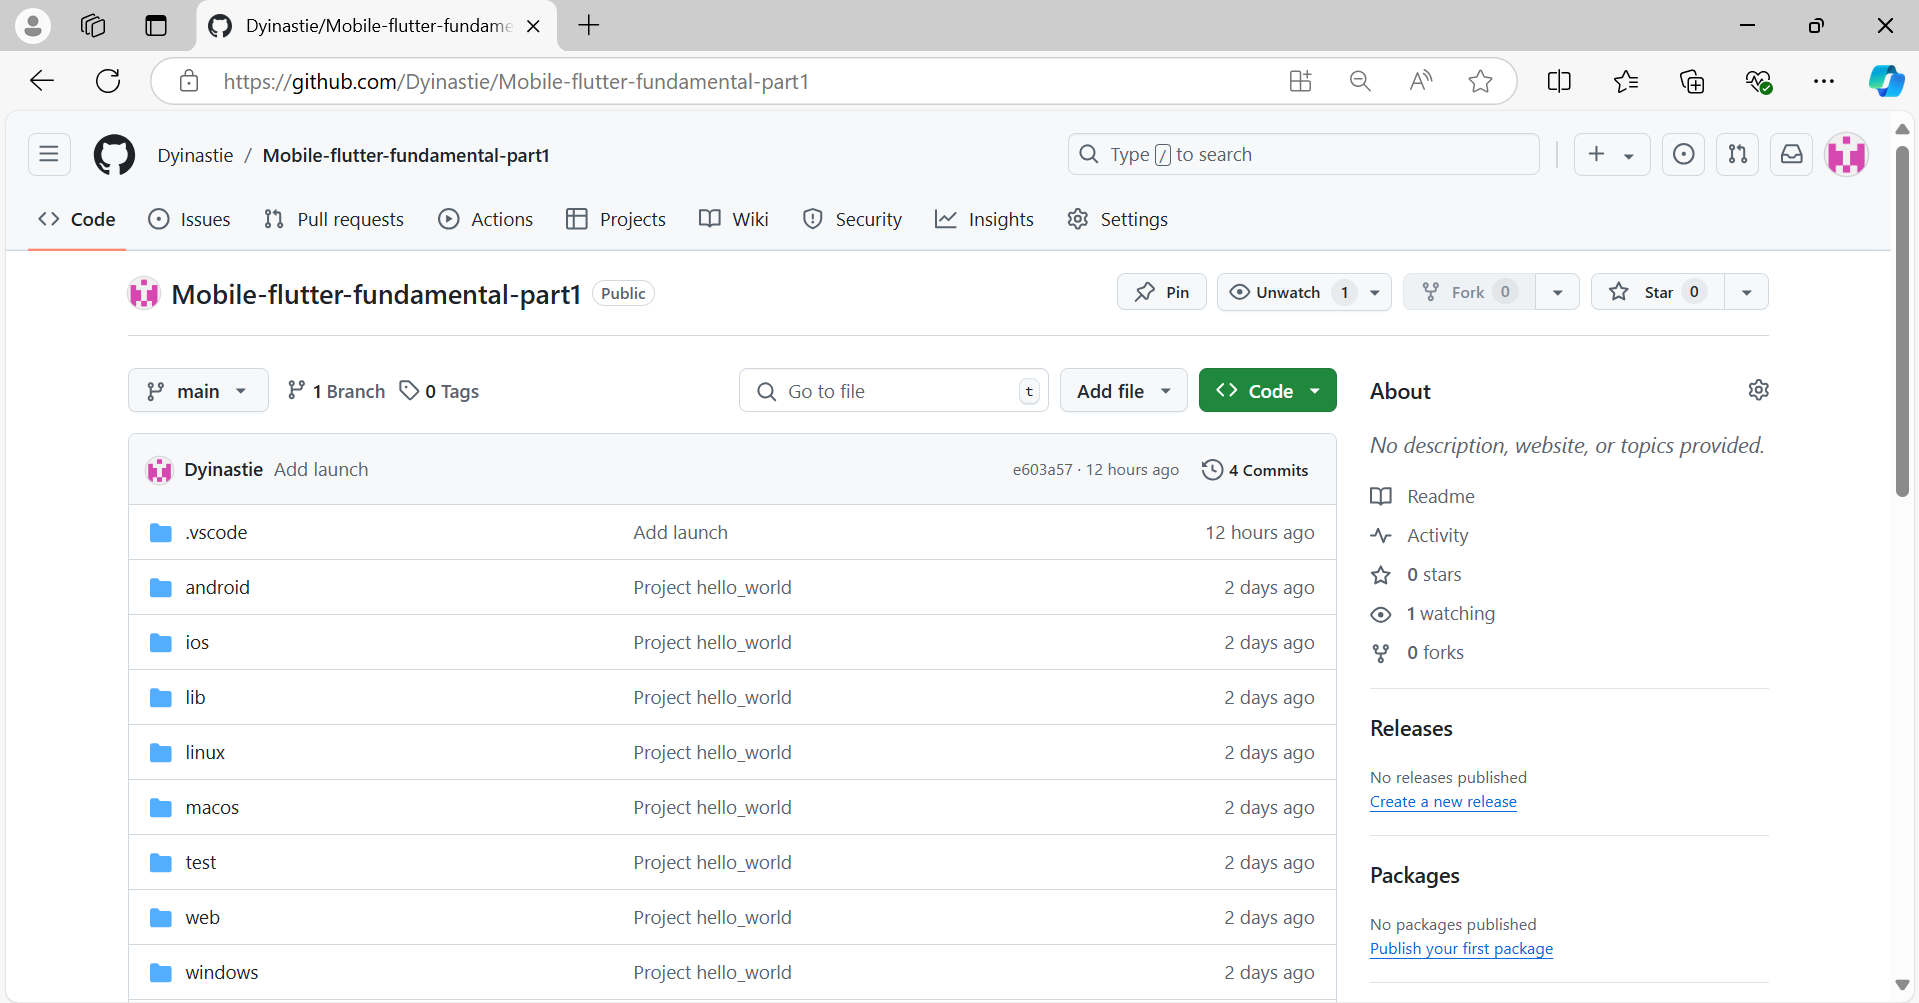 Dyinastie/Mobile-flutter-fundame
https://github.com/Dyinastie/Mobile-flutter-fundamental-part1
Dyinastie / Mobile-flutter-fundamental-part1
Type / to search
Code Issues Pull requests Actions Projects Wiki Security Insights Settings
Mobile-flutter-fundamental-part1 Public
Pin Unwatch 1 Fork 0 Star 0
main 1 Branch 0 Tags Go to file t Add file Code
About
No description, website, or topics provided.
Dyinastie Add launch e603a57 · 12 hours ago 4 Commits
Readme
.vscode Add launch 12 hours ago
Activity
android Project hello_world 2 days ago
0 stars
ios Project hello_world 2 days ago
1 watching
0 forks
lib Project hello_world 2 days ago
Releases
linux Project hello_world 2 days ago
No releases published
Create a new release
macos Project hello_world 2 days ago
test Project hello_world 2 days ago
Packages
web Project hello_world 2 days ago
No packages published
Publish your first package
windows Project hello_world 2 days ago